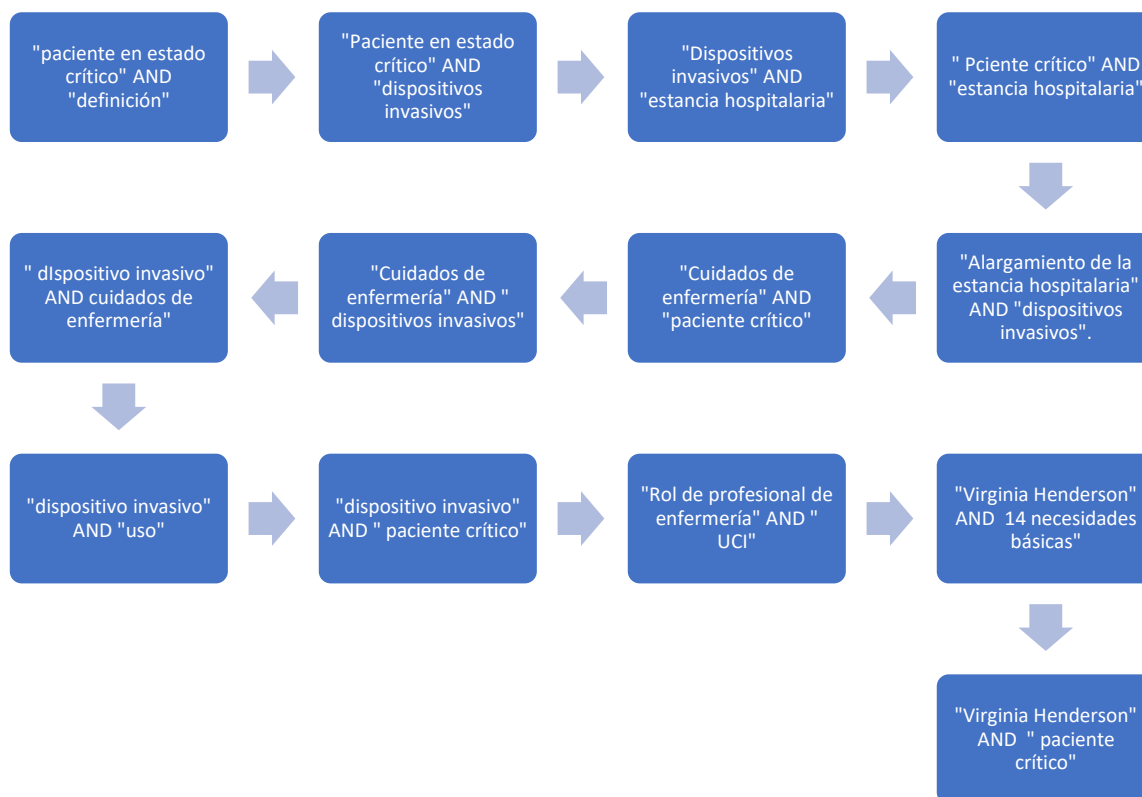 "paciente en estado
crítico" AND
"definición"
"Paciente en estado
crítico" AND
"dispositivos
invasivos"
"Dispositivos
invasivos" AND
"estancia hospitalaria"
" Pciente crítico" AND
"estancia hospitalaria"
"Alargamiento de la
estancia hospitalaria"
AND "dispositivos
invasivos".
"Cuidados de
enfermería" AND
"paciente crítico"
"Cuidados de
enfermería" AND "
dispositivos invasivos"
" dIspositivo invasivo"
AND cuidados de
enfermería"
"dispositivo invasivo"
AND "uso"
"dispositivo invasivo"
AND " paciente crítico"
"Rol de profesional de
enfermería" AND "
UCI"
"Virginia Henderson"
AND  14 necesidades
básicas"
"Virginia Henderson"
AND  " paciente
crítico"